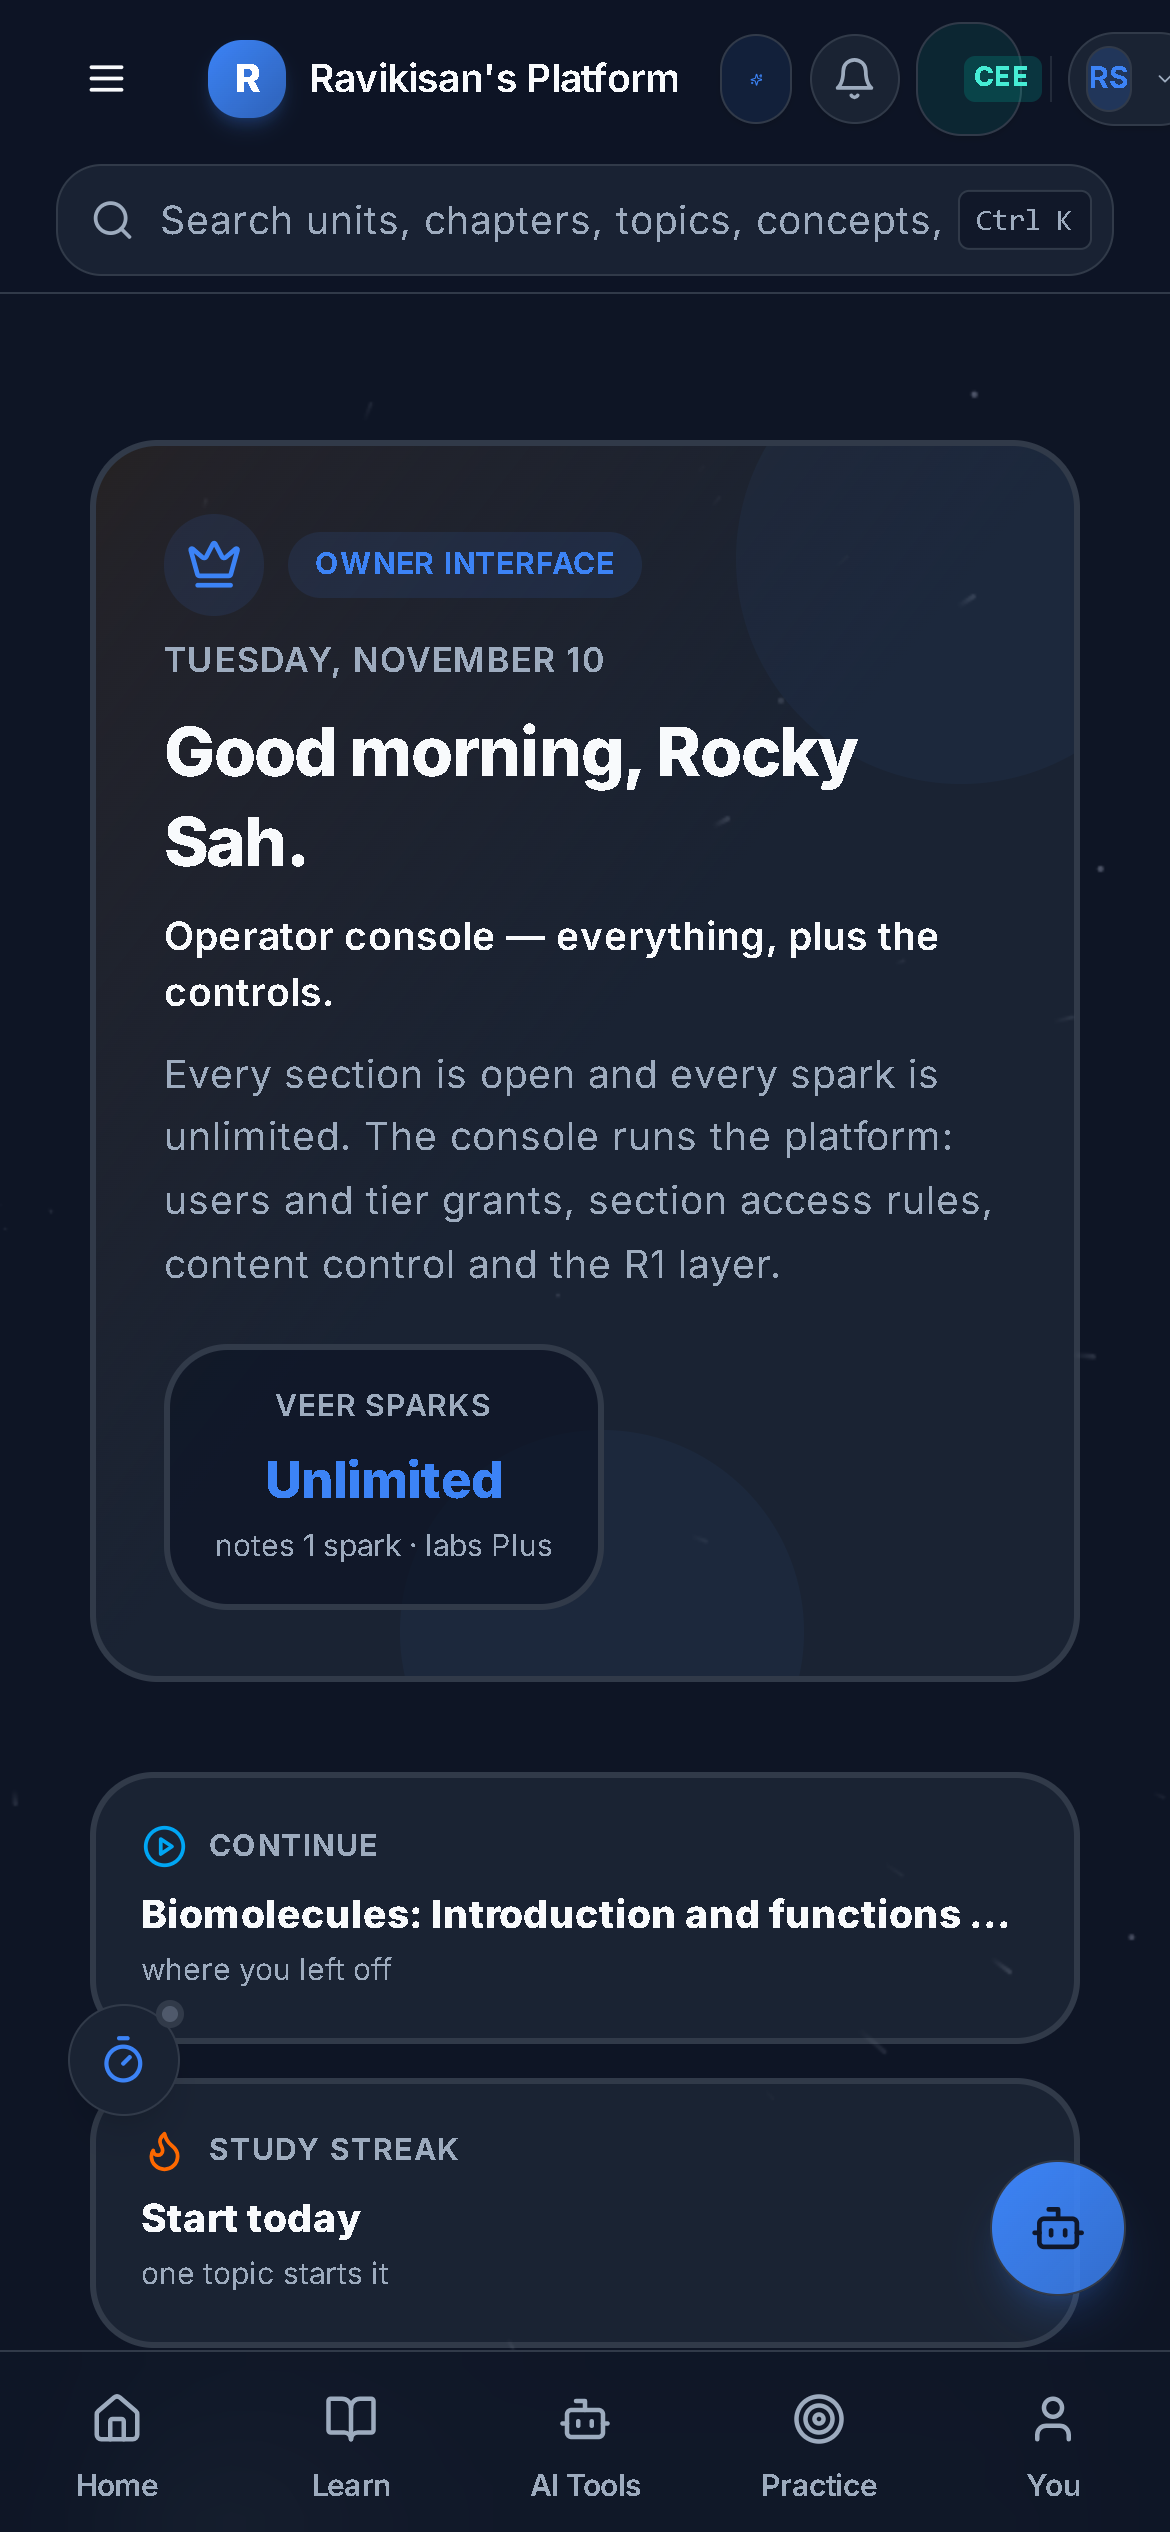 R Ravikisan's Platform CEE RS
Search units, chapters, topics, concepts, Ctrl K
OWNER INTERFACE
TUESDAY, NOVEMBER 10
Good morning, Rocky
Sah.
Operator console — everything, plus the
controls.
Every section is open and every spark is
unlimited. The console runs the platform:
users and tier grants, section access rules,
content control and the R1 layer.
VEER SPARKS
Unlimited
notes 1 spark · labs Plus
CONTINUE
Biomolecules: Introduction and functions ...
where you left off
STUDY STREAK
Start today
one topic starts it
Home Learn AI Tools Practice You